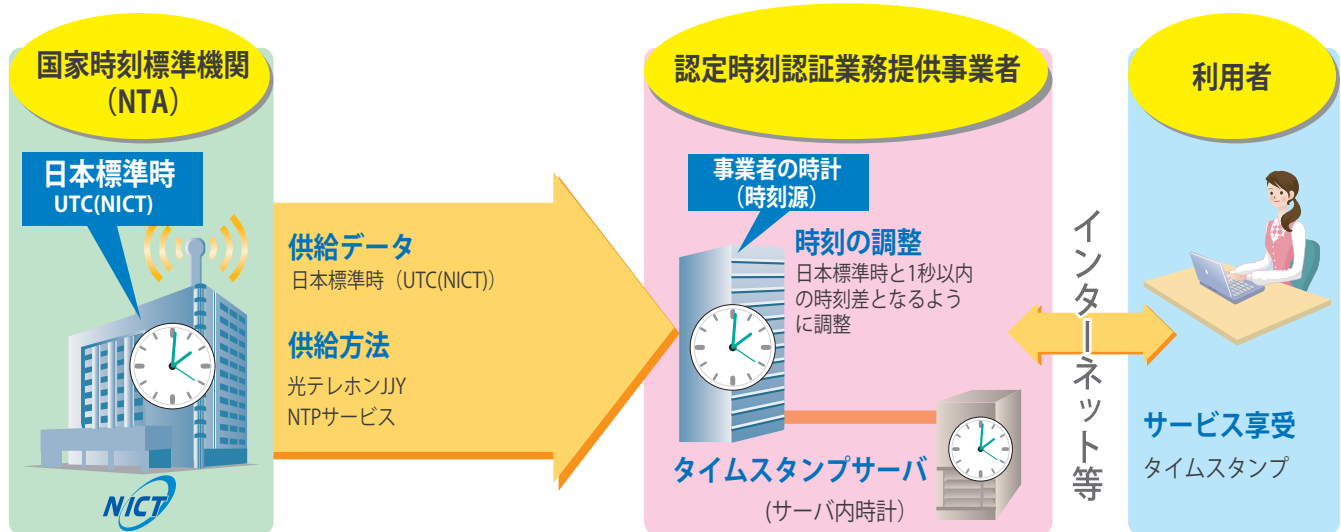 国家時刻標準機関
（NTA）
日本標準時
UTC(NICT)
NICT
供給データ
日本標準時（UTC(NICT)）
供給方法
光テレホンJJY
NTPサービス
認定時刻認証業務提供事業者
事業者の時計
（時刻源）
時刻の調整
日本標準時と1秒以内
の時刻差となるよう
に調整
タイムスタンプサーバ
(サーバ内時計）
インターネット等
利用者
サービス享受
タイムスタンプ